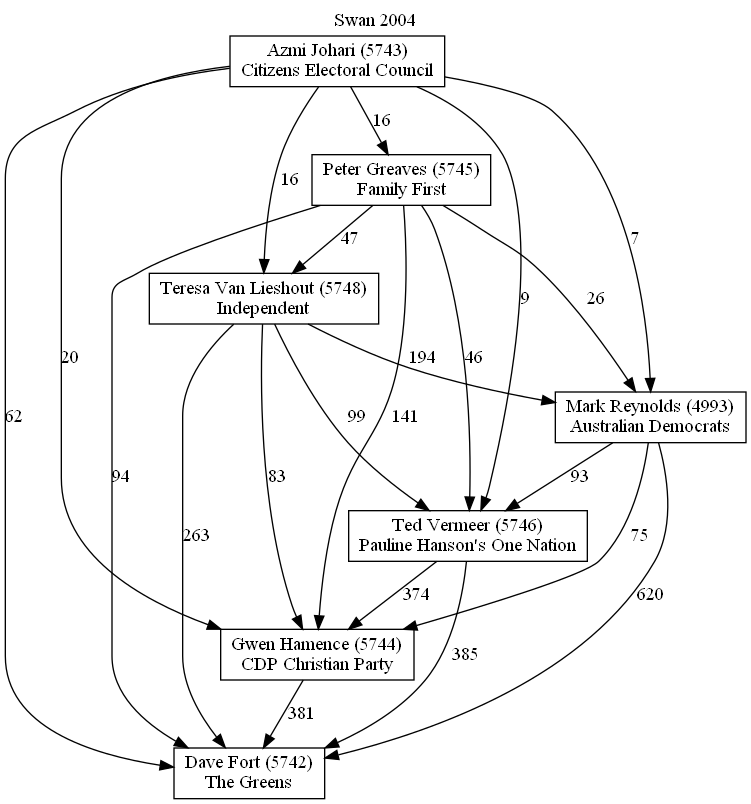 Swan 2004
Azmi Johari (5743)
Citizens Electoral Council
16
Peter Greaves (5745)
Family First
16
47
7
Teresa Van Lieshout (5748)
Independent
9
26
20
194
46
62
99
141
Mark Reynolds (4993)
Australian Democrats
94
83
93
263
Ted Vermeer (5746)
Pauline Hanson's One Nation
75
374
620
Gwen Hamence (5744)
CDP Christian Party
385
381
Dave Fort (5742)
The Greens